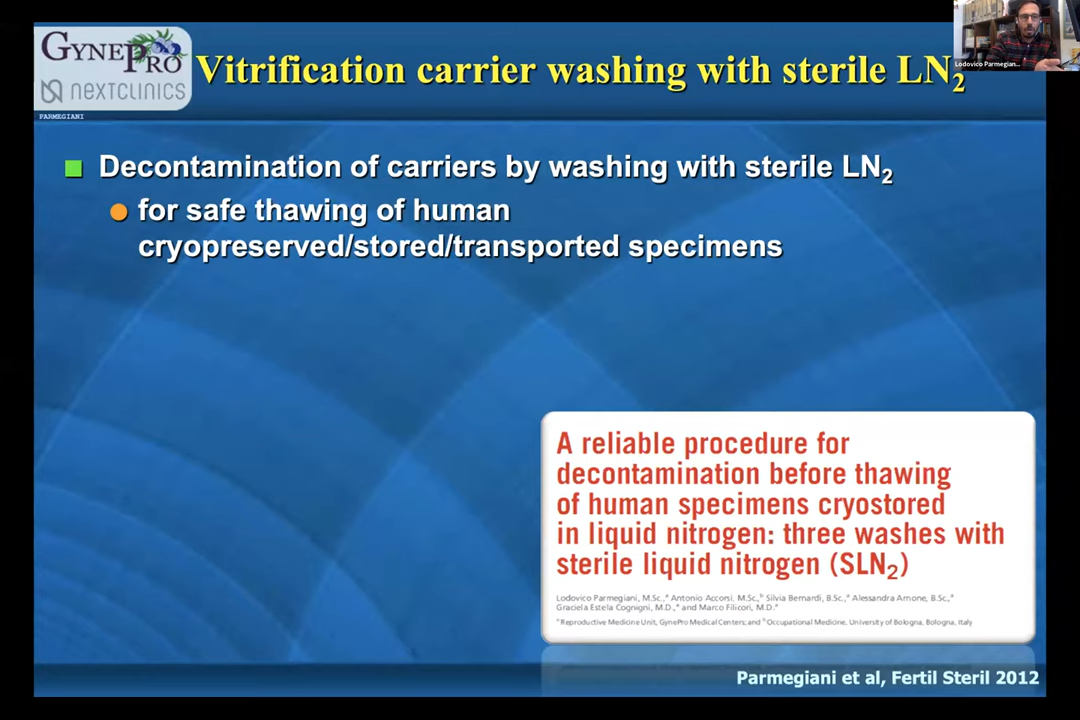 GYNEPRO
NEXTCLINICS
PARMEGIANI
Vitrification carrier washing with sterile LN2
Lodovico Parmegian...
Decontamination of carriers by washing with sterile LN2
for safe thawing of human
cryopreserved/stored/transported specimens
A reliable procedure for
decontamination before thawing
of human specimens cryostored
in liquid nitrogen: three washes with
sterile liquid nitrogen (SLN2)
Lodovico Parmegiani, M.Sc.,a Antonio Accorsi, M.Sc.,b Silvia Bernardi, B.Sc.,a Alessandra Arnone, B.Sc.,a
Graciela Estela Cognigni, M.D.,a and Marco Filicori, M.D.a
a Reproductive Medicine Unit, GynePro Medical Centers; and b Occupational Medicine, University of Bologna, Bologna, Italy
Parmegiani et al, Fertil Steril 2012